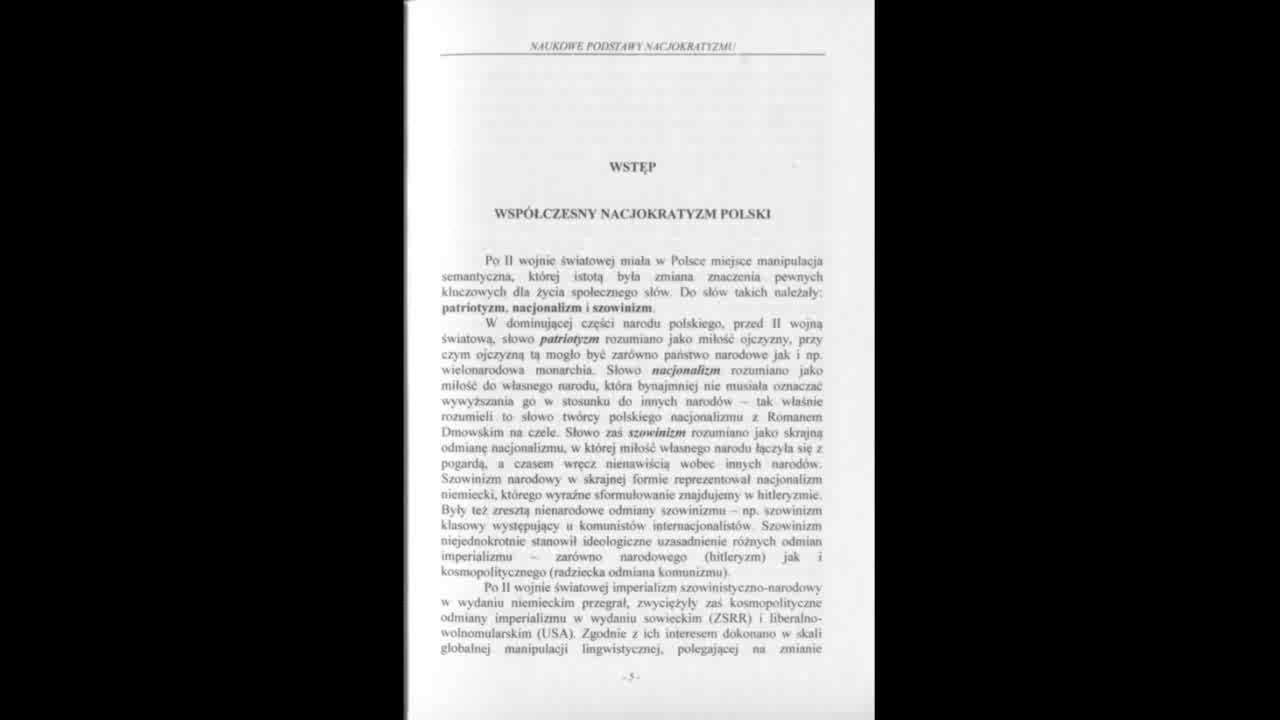 NAUKOWE PODSTAWY NACJOKRATYZMU
WSTĘP
WSPÓŁCZESNY NACJOKRATYZM POLSKI
Po II wojnie światowej miała w Polsce miejsce manipulacja
semantyczna, której istotą była zmiana znaczenia pewnych
kluczowych dla życia społecznego słów. Do słów takich należały:
patriotyzm, nacjonalizm i szowinizm.
W dominującej części narodu polskiego, przed II wojną
światową, słowo patriotyzm rozumiano jako miłość ojczyzny, przy
czym ojczyzną tą mogło być zarówno państwo narodowe jak i np.
wielonarodowa monarchia. Słowo nacjonalizm rozumiano jako
miłość do własnego narodu, która bynajmniej nie musiała oznaczać
wywyższania go w stosunku do innych narodów – tak właśnie
rozumieli to słowo twórcy polskiego nacjonalizmu z Romanem
Dmowskim na czele. Słowo zaś szowinizm rozumiano jako skrajną
odmianę nacjonalizmu, w której miłość własnego narodu łączyła się z
pogardą, a czasem wręcz nienawiścią wobec innych narodów.
Szowinizm narodowy w skrajnej formie reprezentował nacjonalizm
niemiecki, którego wyraźne sformułowanie znajdujemy w hitleryzmie.
Były też zresztą nienarodowe odmiany szowinizmu – np. szowinizm
klasowy występujący u komunistów internacjonalistów. Szowinizm
niejednokrotnie stanowił ideologiczne uzasadnienie różnych odmian
imperializmu – zarówno narodowego (hitleryzm) jak i
kosmopolitycznego (radziecka odmiana komunizmu).
Po II wojnie światowej imperializm szowinistyczno-narodowy
w wydaniu niemieckim przegrał, zwyciężyły zaś kosmopolityczne
odmiany imperializmu w wydaniu sowieckim (ZSRR) i liberalno-
wolnomularskim (USA). Zgodnie z ich interesem dokonano w skali
globalnej manipulacji lingwistycznej, polegającej na zmianie
- 5 -